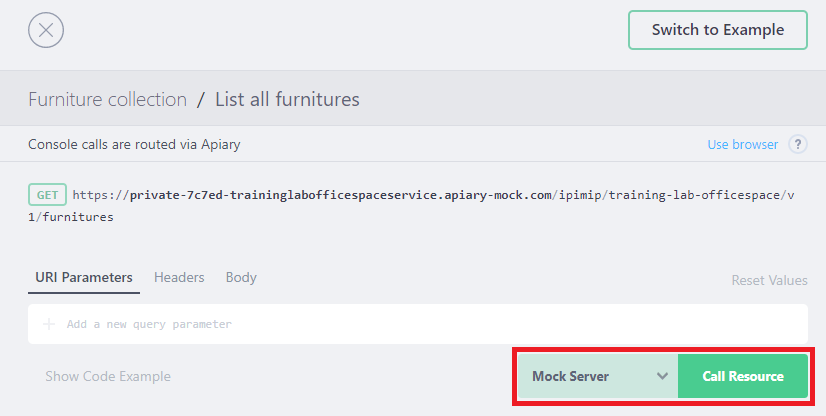 Switch to Example
Furniture collection / List all furnitures
Console calls are routed via Apiary
Use browser ?
GET https://private-7c7ed-traininglabofficespaceservice.apiary-mock.com/ipimip/training-lab-officespace/v
1/furnitures
URI Parameters Headers Body
Reset Values
Add a new query parameter
Show Code Example
Mock Server
Call Resource